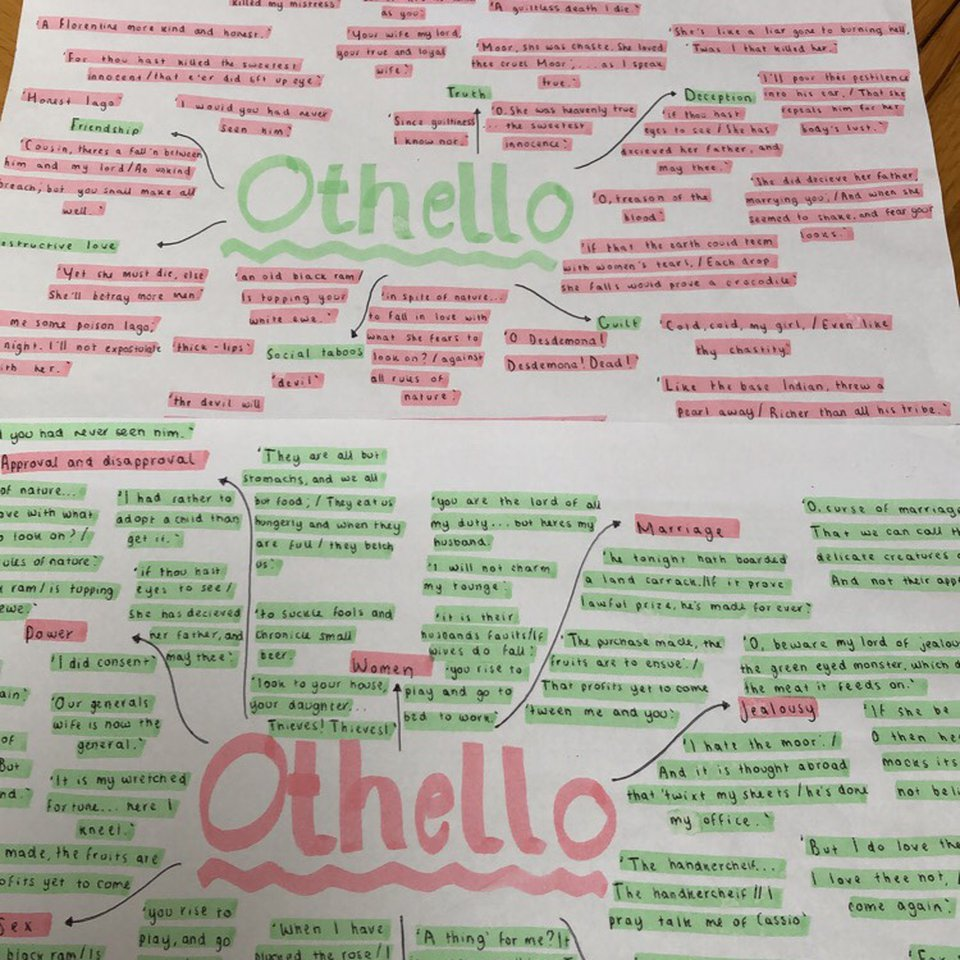 killed my mistress
as you'
'A guiltless death I die.'
'A Florentine more kind and honest.'
'Your wife my lord,
your true and loyal
wife'
'She's like a liar gone to burning hell,
'Twas I that killed her.'
'For thou hast killed the sweetest
innocent/that e'er did lift up eye'
'Moor, she was chaste. She loved
thee cruel Moor;... as I speak
true.'
Truth
Deception
'I'll pour this pestilence
into his ear, / That she
repeals him for her
body's lust.'
'Honest Iago'
Friendship
'I would you had never
seen him'
'Since guiltiness
I know not.'
'O.She was heavenly true
... the sweetest
innocence'
if thou hast
eyes to see / She has
decieved her father, and
may thee.'
'Cousin, there's a fall'n between
him and my lord/An unkind
breach; but you shall make all
well.'
Othello
'O, treason of the
blood.'
'She did decieve her father,
marrying you, / And when she
seemed to shake, and fear your
looks.'
estructive love
'if that the earth could teem
with women's tears, / Each drop
she falls would prove a crocodile'
'Yet she must die, else
She'll betray more men'
'an old black ram/
Is tupping your
white ewe.'
'in spite of nature...
to fall in love with
what she fears to
look on? / against
all rules of
nature'
Guilt
'O Desdemona!
Desdemona! Dead!'
'Cold, cold, my girl, / Even like
thy chastity'
me some poison Iago,
night. I'll not expostulate
ith her.'
'thick-lips'
Social taboos
'devil'
'the devil will
'Like the base Indian, threw a
pearl away / Richer than all his tribe.'
you had never seen him.'
Approval and disapproval
of nature...
ove with what
o look on? /
ules of nature'
ram/is tupping
ewe'
'I had rather to
adopt a child than
get it.'
'if thou hast
eyes to see/
She has decieved
her father, and
may thee'
'They are all but
stomachs, and we all
but food; / They eat us
hungerly and when they
are full / they belch
us'
'to suckle fools and
chronicle small
beer'
'look to your house,
your daughter...
Thieves! Thieves!'
'you are the lord of all
my duty... but heres my
husband.
'I will not charm
my tounge'
'it is their
husbands faults/If
wives do fall'
Women
'you rise to
play and go to
bed to work'
Marriage
'he tonight hath boarded
a land carrack./If it prove
lawful prize, he's made for ever'
'O, curse of marriage
That we can call th
delicate creatures o
And not their app
'The purchase made, the
fruits are to ensue. /
That profits yet to come
'tween me and you'
'O, beware my lord of jealou
the green eyed monster, which d
the meat it feeds on.'
Jealousy
Power
'I did consent'
'Our generals
wife is now the
general.'
'It is my wretched
fortune... here I
kneel.'
Othello
'I hate the moor. /
And it is thought abroad
that 'twixt my sheets / he's done
my office.'
'If she be
O then he
mocks its
not beli
'The handkercheif...
The handkercheif !! I
pray talk me of Cassio'
'But I do love the
I love thee not,
come again'
made, the fruits are
ofits yet to come
Sex
black ram/Is
'you rise to
play, and go
'When I have
plucked the rose/I
'A thing' for me? It